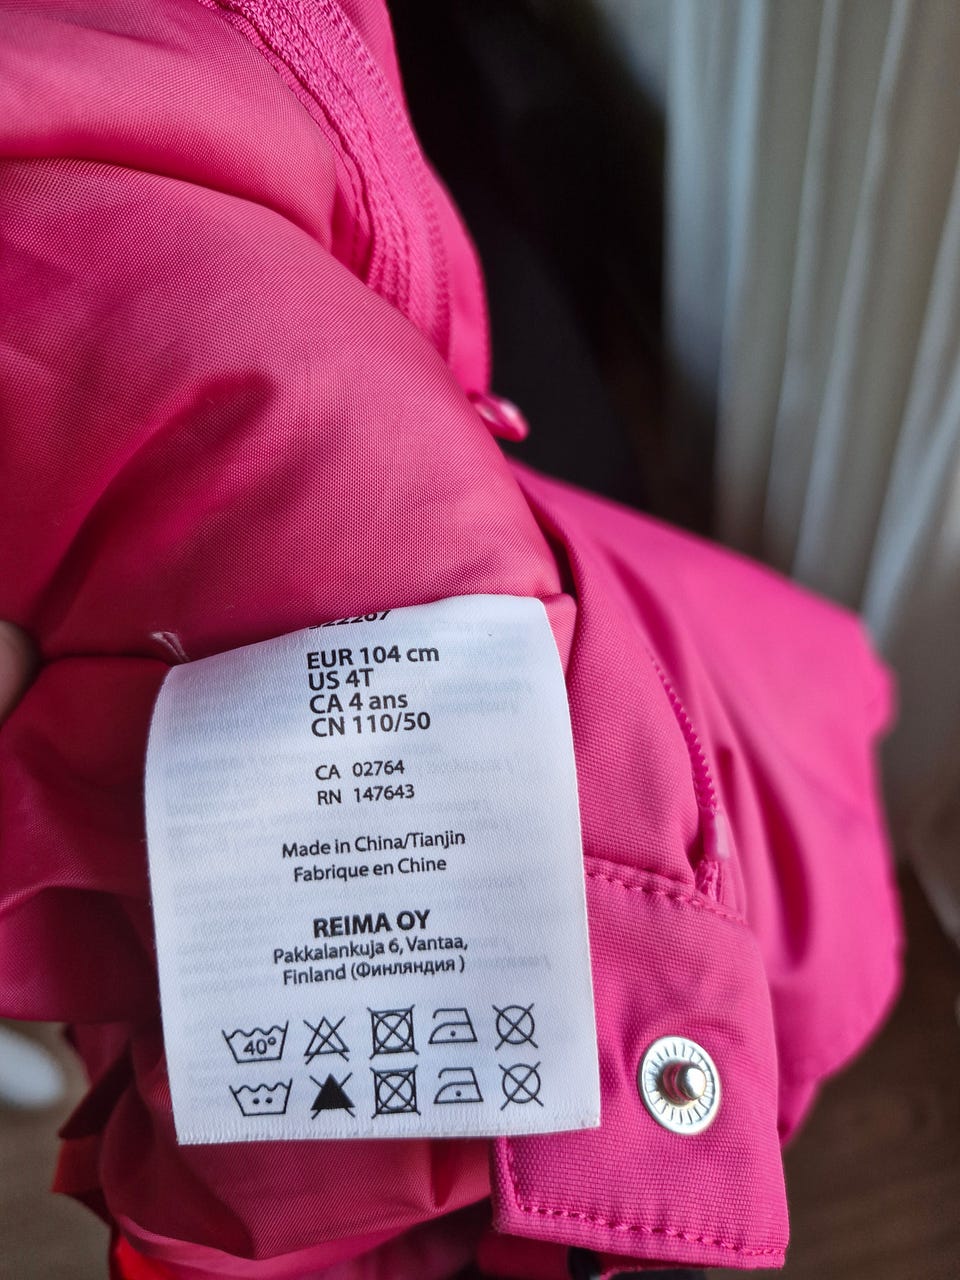 EUR 104 cm
US 4T
CA 4 ans
CN 110/50
CA 02764
RN 147643
Made in China/Tianjin
Fabrique en Chine
REIMA OY
Pakkalankuja 6, Vantaa,
Finland (Финляндия )
40°